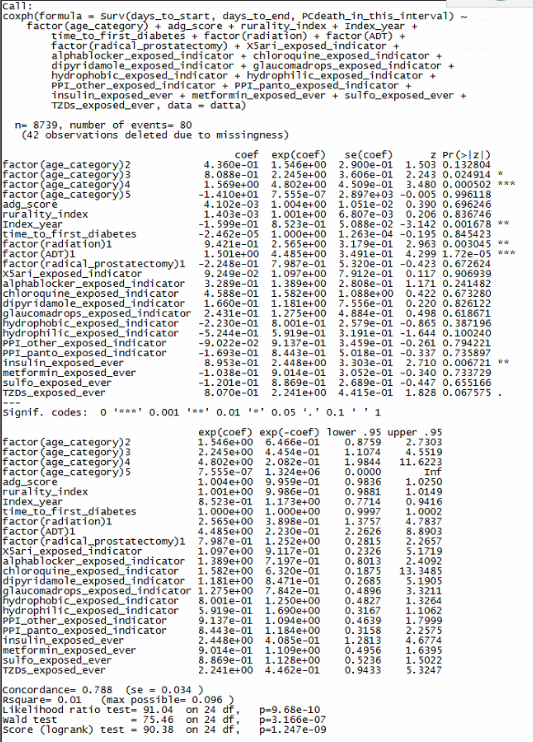 Call:
coxph(formula = Surv(days_to_start, days_to_end, PCdeath_in_this_interval) ~
factor(age_category) + adg_score + rurality_index + Index_year +
time_to_first_diabetes + factor(radiation) + factor(ADT) +
factor(radical_prostatectomy) + X5ari_exposed_indicator +
alphablocker_exposed_indicator + chloroquine_exposed_indicator +
dipyridamole_exposed_indicator + glaucomadrops_exposed_indicator +
hydrophobic_exposed_indicator + hydrophilic_exposed_indicator +
PPI_other_exposed_indicator + PPI_panto_exposed_indicator +
insulin_exposed_ever + metformin_exposed_ever + sulfo_exposed_ever +
TZDs_exposed_ever, data = datta)
n= 8739, number of events= 80
(42 observations deleted due to missingness)
coef exp(coef) se(coef) z Pr(>|z|)
factor(age_category)2 4.360e-01 1.546e+00 2.900e-01 1.503 0.132804
factor(age_category)3 8.088e-01 2.245e+00 3.606e-01 2.243 0.024914 *
factor(age_category)4 1.569e+00 4.802e+00 4.509e-01 3.480 0.000502 ***
factor(age_category)5 -1.410e+01 7.555e-07 2.897e+03 -0.005 0.996118
adg_score 4.102e-03 1.004e+00 1.051e-02 0.390 0.696246
rurality_index 1.403e-03 1.001e+00 6.807e-03 0.206 0.836746
Index_year -1.599e-01 8.523e-01 5.088e-02 -3.142 0.001678 **
time_to_first_diabetes -2.462e-05 1.000e+00 1.263e-04 -0.195 0.845423
factor(radiation)1 9.421e-01 2.565e+00 3.179e-01 2.963 0.003045 **
factor(ADT)1 1.501e+00 4.485e+00 3.491e-01 4.299 1.72e-05 ***
factor(radical_prostatectomy)1 -2.248e-01 7.987e-01 5.320e-01 -0.423 0.672624
X5ari_exposed_indicator 9.249e-02 1.097e+00 7.912e-01 0.117 0.906939
alphablocker_exposed_indicator 3.289e-01 1.389e+00 2.808e-01 1.171 0.241482
chloroquine_exposed_indicator 4.588e-01 1.582e+00 1.088e+00 0.422 0.673280
dipyridamole_exposed_indicator 1.660e-01 1.181e+00 7.556e-01 0.220 0.826122
glaucomadrops_exposed_indicator 2.431e-01 1.275e+00 4.884e-01 0.498 0.618671
hydrophobic_exposed_indicator -2.230e-01 8.001e-01 2.579e-01 -0.865 0.387196
hydrophilic_exposed_indicator -5.244e-01 5.919e-01 3.191e-01 -1.644 0.100240
PPI_other_exposed_indicator -9.022e-02 9.137e-01 3.459e-01 -0.261 0.794221
PPI_panto_exposed_indicator -1.693e-01 8.443e-01 5.018e-01 -0.337 0.735897
insulin_exposed_ever 8.953e-01 2.448e+00 3.303e-01 2.710 0.006721 **
metformin_exposed_ever -1.038e-01 9.014e-01 3.052e-01 -0.340 0.733729
sulfo_exposed_ever -1.201e-01 8.869e-01 2.689e-01 -0.447 0.655166
TZDs_exposed_ever 8.070e-01 2.241e+00 4.415e-01 1.828 0.067575 .
---
Signif. codes: 0 ‘***’ 0.001 ‘**’ 0.01 ‘*’ 0.05 ‘.’ 0.1 ‘ ’ 1
exp(coef) exp(-coef) lower .95 upper .95
factor(age_category)2 1.546e+00 6.466e-01 0.8759 2.7303
factor(age_category)3 2.245e+00 4.454e-01 1.1074 4.5519
factor(age_category)4 4.802e+00 2.082e-01 1.9844 11.6223
factor(age_category)5 7.555e-07 1.324e+06 0.0000 Inf
adg_score 1.004e+00 9.959e-01 0.9836 1.0250
rurality_index 1.001e+00 9.986e-01 0.9881 1.0149
Index_year 8.523e-01 1.173e+00 0.7714 0.9416
time_to_first_diabetes 1.000e+00 1.000e+00 0.9997 1.0002
factor(radiation)1 2.565e+00 3.898e-01 1.3757 4.7837
factor(ADT)1 4.485e+00 2.230e-01 2.2626 8.8903
factor(radical_prostatectomy)1 7.987e-01 1.252e+00 0.2815 2.2657
X5ari_exposed_indicator 1.097e+00 9.117e-01 0.2326 5.1719
alphablocker_exposed_indicator 1.389e+00 7.197e-01 0.8013 2.4092
chloroquine_exposed_indicator 1.582e+00 6.320e-01 0.1875 13.3485
dipyridamole_exposed_indicator 1.181e+00 8.471e-01 0.2685 5.1905
glaucomadrops_exposed_indicator 1.275e+00 7.842e-01 0.4896 3.3211
hydrophobic_exposed_indicator 8.001e-01 1.250e+00 0.4827 1.3264
hydrophilic_exposed_indicator 5.919e-01 1.690e+00 0.3167 1.1062
PPI_other_exposed_indicator 9.137e-01 1.094e+00 0.4639 1.7999
PPI_panto_exposed_indicator 8.443e-01 1.184e+00 0.3158 2.2575
insulin_exposed_ever 2.448e+00 4.085e-01 1.2813 4.6774
metformin_exposed_ever 9.014e-01 1.109e+00 0.4956 1.6395
sulfo_exposed_ever 8.869e-01 1.128e+00 0.5236 1.5022
TZDs_exposed_ever 2.241e+00 4.462e-01 0.9433 5.3247
Concordance= 0.788 (se = 0.034 )
Rsquare= 0.01 (max possible= 0.096 )
Likelihood ratio test= 91.04 on 24 df, p=9.68e-10
Wald test = 75.46 on 24 df, p=3.166e-07
Score (logrank) test = 90.38 on 24 df, p=1.247e-09